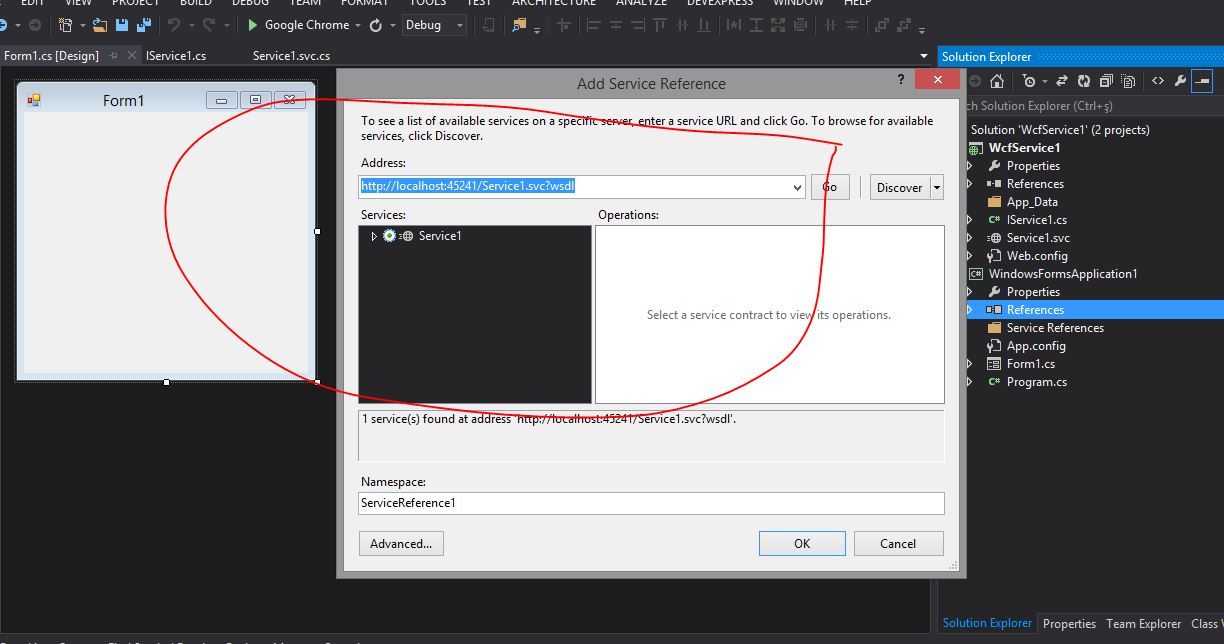 EDIT VIEW PROJECT BUILD DEBUG TEAM FORMAT TOOLS TEST ARCHITECTURE ANALYZE DEVEXPRESS WINDOW HELP
Google Chrome Debug
Form1.cs [Design] IService1.cs Service1.svc.cs
Form1
Add Service Reference
?
To see a list of available services on a specific server, enter a service URL and click Go. To browse for available
services, click Discover.
Address:
http://localhost:45241/Service1.svc?wsdl
Go
Discover
Services:
Operations:
Service1
Select a service contract to view its operations.
1 service(s) found at address 'http://localhost:45241/Service1.svc?wsdl'.
Namespace:
ServiceReference1
Advanced...
OK
Cancel
Solution Explorer
ch Solution Explorer (Ctrl+ş)
Solution 'WcfService1' (2 projects)
WcfService1
Properties
References
App_Data
IService1.cs
Service1.svc
Web.config
WindowsFormsApplication1
Properties
References
Service References
App.config
Form1.cs
Program.cs
Solution Explorer Properties Team Explorer Class